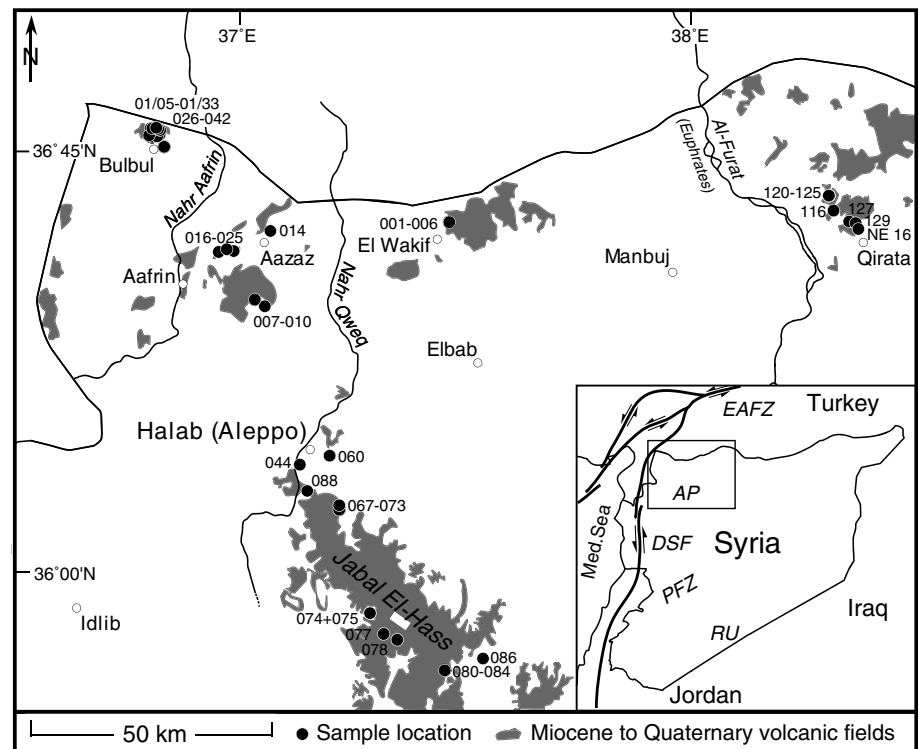 37°E
38°E
N
01/05-01/33
026-042
36°45'N
Bulbul
Nahr Aafrin
Al-Furat
(Euphrates)
120-125
116
127
129
NE 16
Qirata
001-006
El Wakif
014
016-025
Aazaz
Aafrin
Manbuj
007-010
Nahr Qweq
Elbab
Halab (Aleppo)
044
060
088
067-073
36°00'N
Jabal El-Hass
Idlib
074+075
077
078
086
080-084
EAFZ
Turkey
AP
Med.Sea
DSF
Syria
PFZ
Iraq
RU
Jordan
50 km
Sample location
Miocene to Quaternary volcanic fields